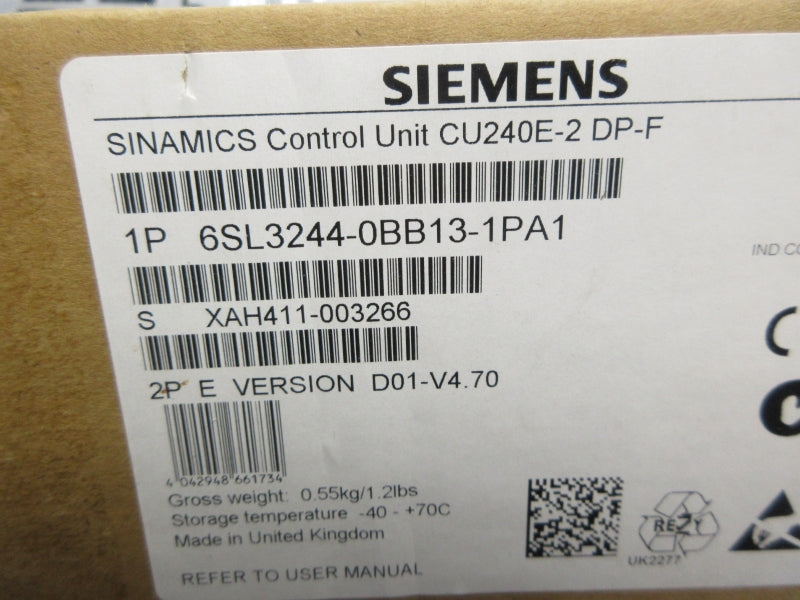 SIEMENS
SINAMICS Control Unit CU240E-2 DP-F
1P 6SL3244-0BB13-1PA1
IND CO
S XAH411-003266
2P E VERSION D01-V4.70
4 042948 661734
Gross weight: 0.55kg/1.2lbs
Storage temperature -40 - +70C
Made in United Kingdom
REZY
UK2277
REFER TO USER MANUAL